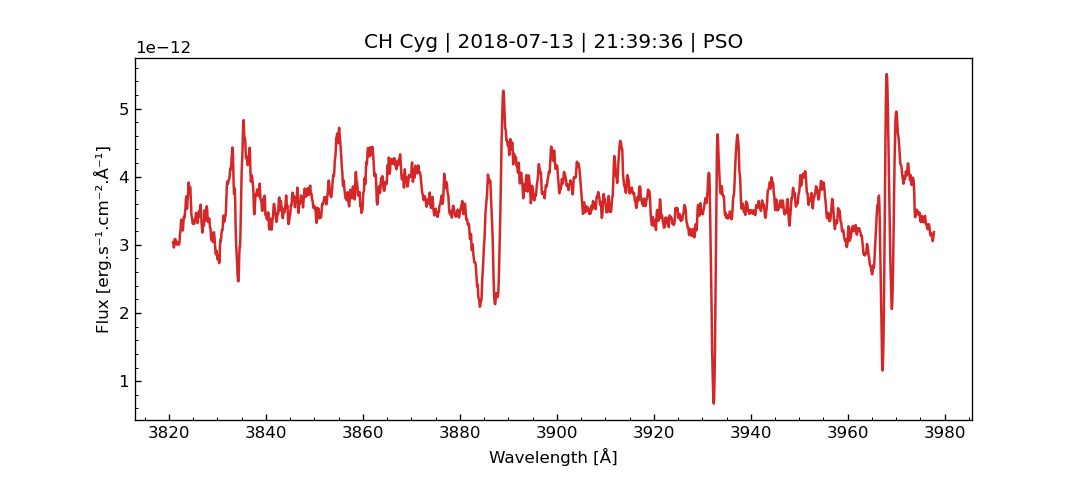 CH Cyg | 2018-07-13 | 21:39:36 | PSO
1e−12
5
4
3
2
1
Flux [erg.s⁻¹.cm⁻².Å⁻¹]
3820 3840 3860 3880 3900 3920 3940 3960 3980
Wavelength [Å]